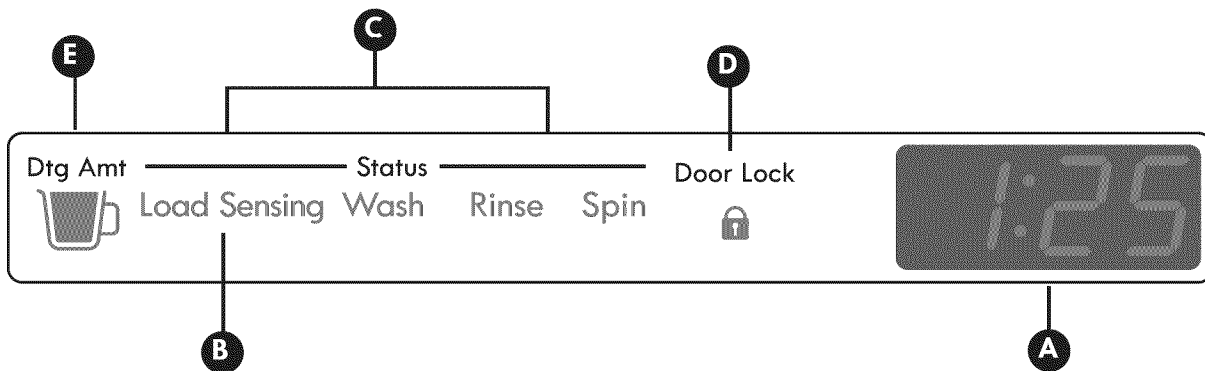 E
C
D
Dtg Amt Status Door Lock
Load Sensing Wash Rinse Spin
1:25
B
A